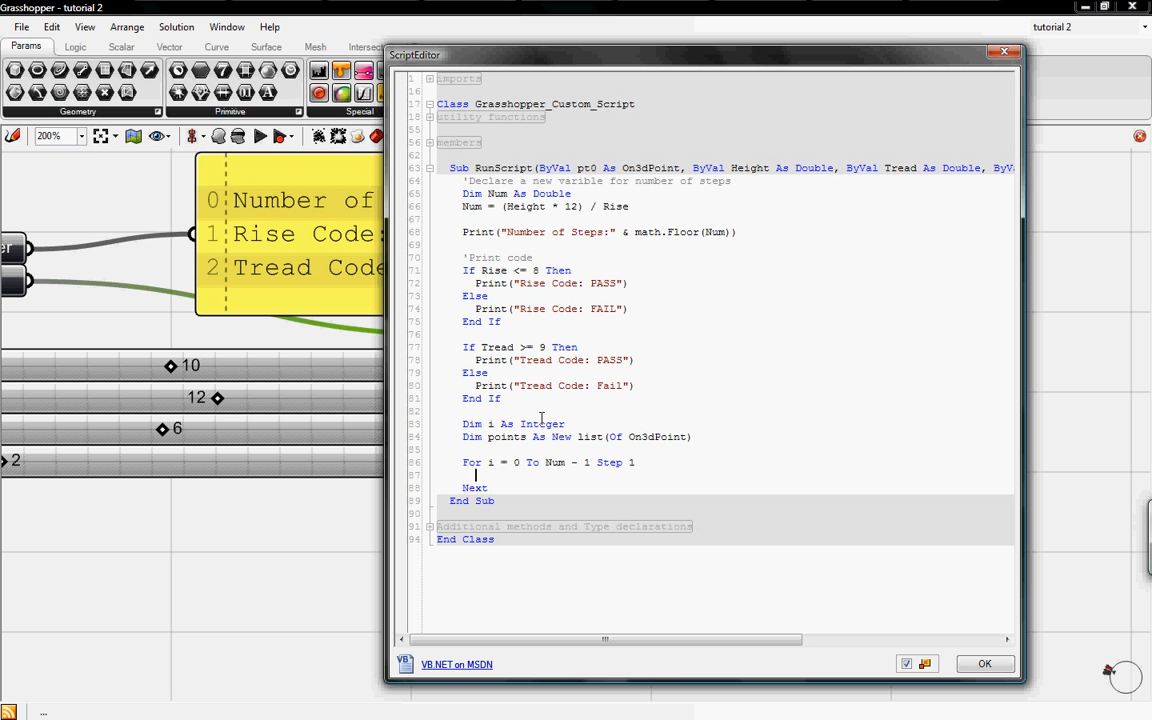 Grasshopper - tutorial 2
File Edit View Arrange Solution Window Help
tutorial 2
Params Logic Scalar Vector Curve Surface Mesh Intersect
Geometry Primitive Special
200%
0 Number of
1 Rise Code:
2 Tread Code
10
12
6
2
ScriptEditor
1 imports
16
17 Class Grasshopper_Custom_Script
18 utility functions
55
56 members
62
63 Sub RunScript(ByVal pt0 As On3dPoint, ByVal Height As Double, ByVal Tread As Double, ByV
64 'Declare a new varible for number of steps
65 Dim Num As Double
66 Num = (Height * 12) / Rise
67
68 Print("Number of Steps:" & math.Floor(Num))
69
70 'Print code
71 If Rise <= 8 Then
72 Print("Rise Code: PASS")
73 Else
74 Print("Rise Code: FAIL")
75 End If
76
77 If Tread >= 9 Then
78 Print("Tread Code: PASS")
79 Else
80 Print("Tread Code: Fail")
81 End If
82
83 Dim i As Integer
84 Dim points As New list(Of On3dPoint)
85
86 For i = 0 To Num - 1 Step 1
87
88 Next
89 End Sub
90
91 Additional methods and Type declarations
94 End Class
VB.NET on MSDN
OK
...